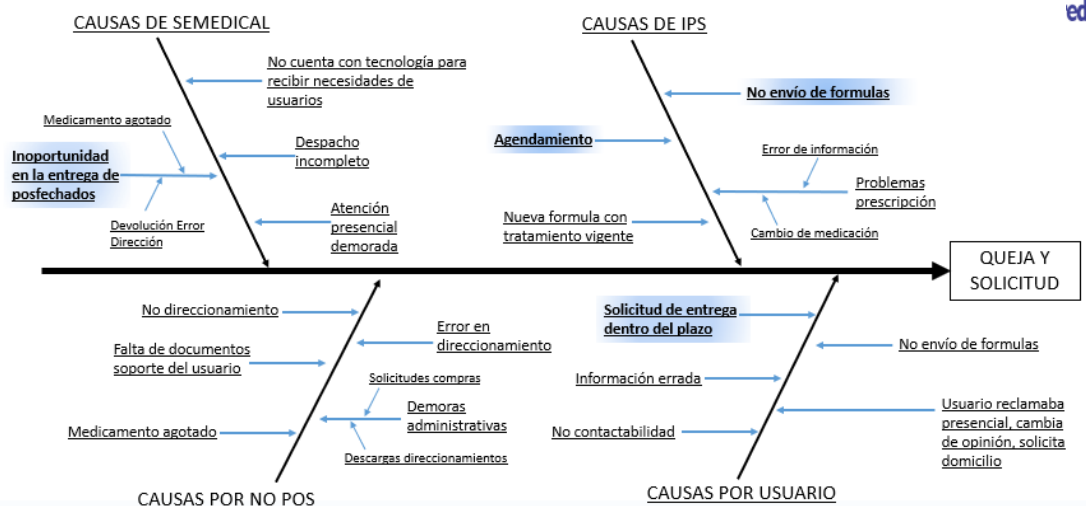 CAUSAS DE SEMEDICAL
No cuenta con tecnología para
recibir necesidades de
usuarios
Medicamento agotado
Inoportunidad
en la entrega de
posfechados
Despacho
incompleto
Devolución Error
Dirección
Atención
presencial
demorada
CAUSAS DE IPS
No envío de formulas
Agendamiento
Error de información
Problemas
prescripción
Cambio de medicación
Nueva formula con
tratamiento vigente
QUEJA Y
SOLICITUD
No direccionamiento
Error en
direccionamiento
Falta de documentos
soporte del usuario
Solicitudes compras
Demoras
administrativas
Descargas direccionamientos
Medicamento agotado
CAUSAS POR NO POS
Solicitud de entrega
dentro del plazo
No envío de formulas
Información errada
Usuario reclamaba
presencial, cambia
de opinión, solicita
domicilio
No contactabilidad
CAUSAS POR USUARIO